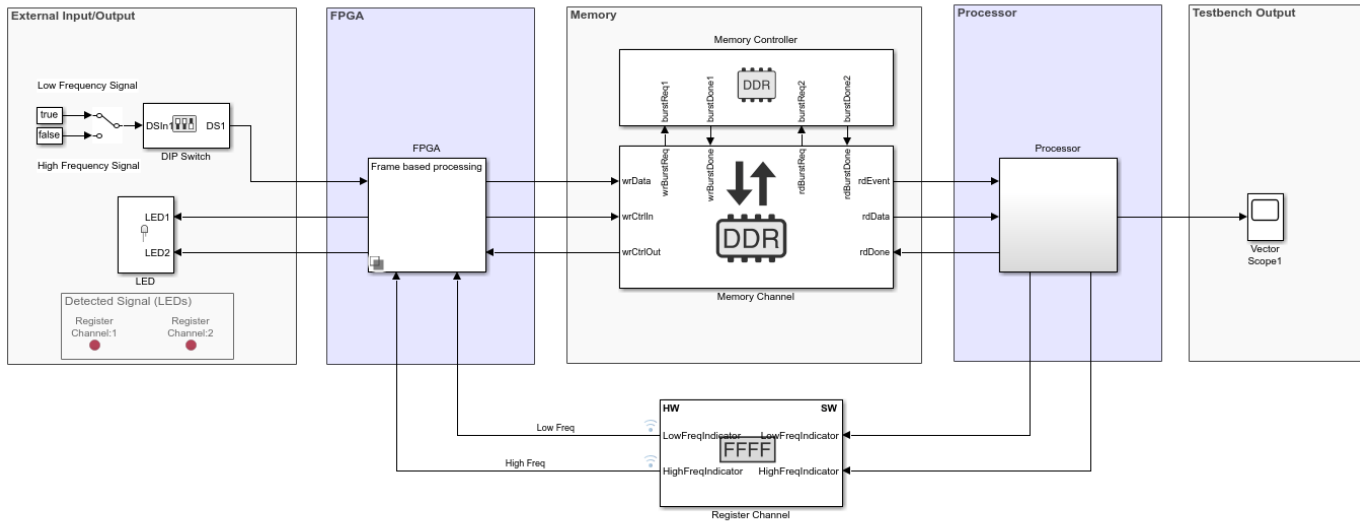 External Input/Output
FPGA
Memory
Processor
Testbench Output
Low Frequency Signal
true
false
High Frequency Signal
DSIn1
DS1
DIP Switch
LED1
LED2
LED
Detected Signal (LEDs)
Register
Channel:1
Register
Channel:2
FPGA
Frame based processing
Memory Controller
DDR
burstReq1
burstDone1
burstReq2
burstDone2
wrBurstReq
wrBurstDone
rdBurstReq
rdBurstDone
wrData
wrCtrlIn
wrCtrlOut
DDR
rdEvent
rdData
rdDone
Memory Channel
Processor
Vector
Scope1
Low Freq
High Freq
HW
SW
LowFreqIndicator
LowFreqIndicator
FFFF
HighFreqIndicator
HighFreqIndicator
Register Channel